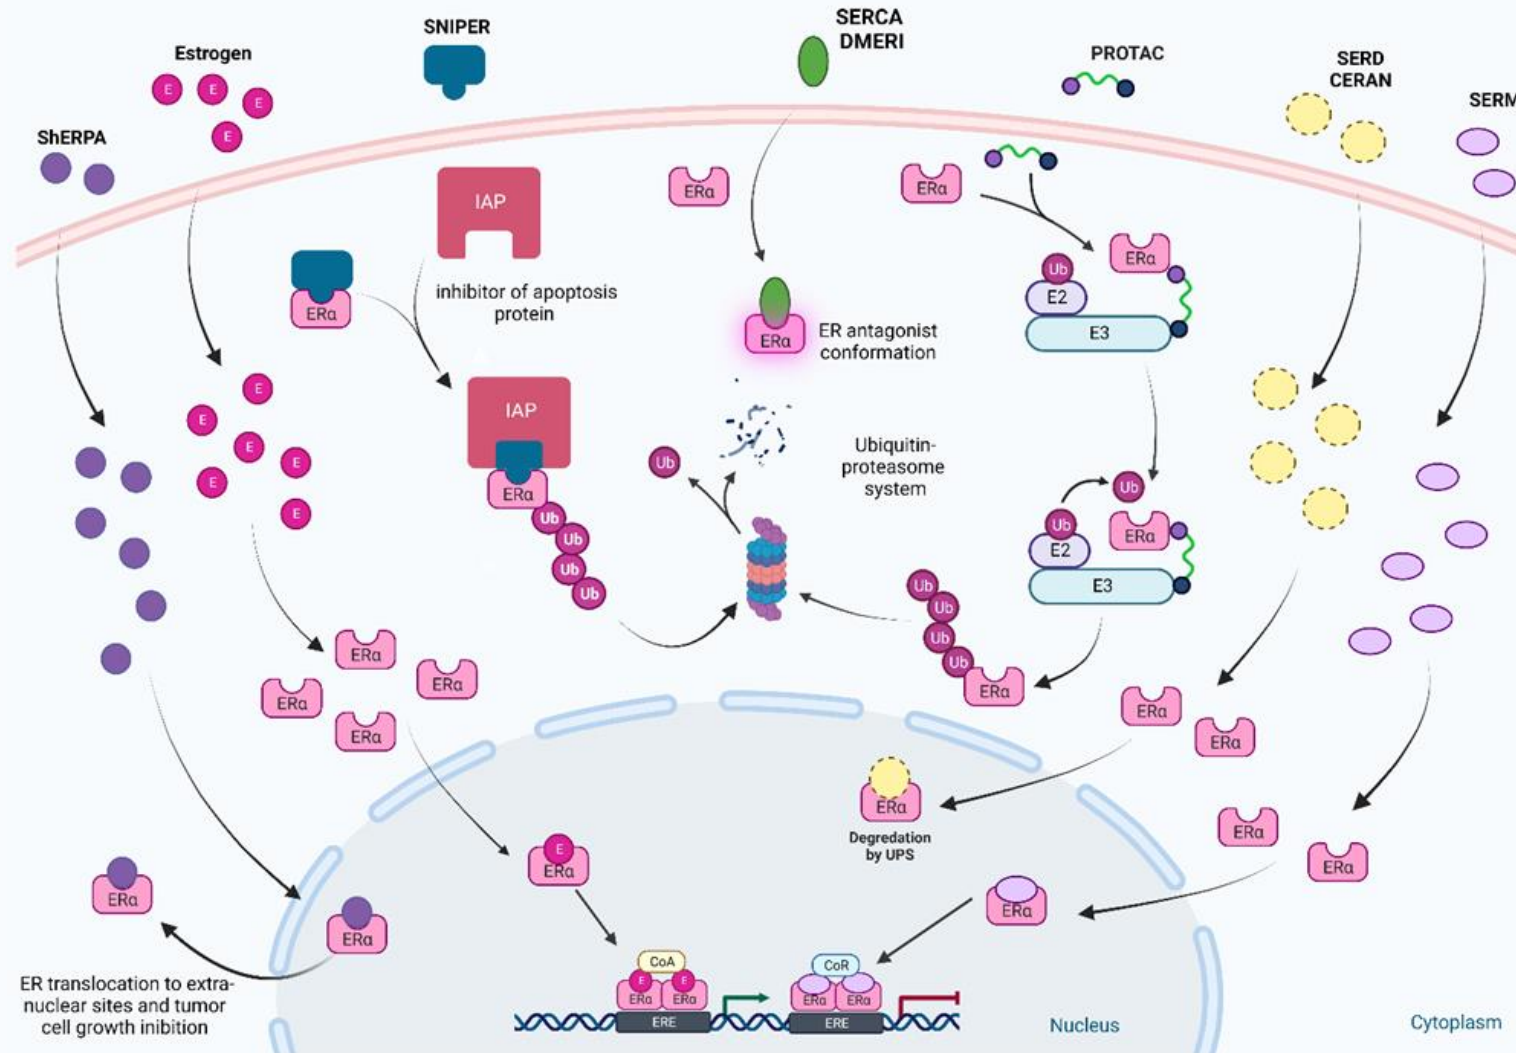 SNIPER
SERCA
DMERI
Estrogen
PROTAC
SERD
CERAN
SERM
ShERPA
E
E
E
E
IAP
ERα
ERα
ERα
Ub
E2
E3
ERα
inhibitor of apoptosis
protein
ERα
ER antagonist
conformation
E
E
E
E
E
E
IAP
ERα
Ub
Ub
Ub
Ub
Ub
Ubiquitin-
proteasome
system
Ub
Ub
ERα
E2
E3
Ub
Ub
Ub
Ub
ERα
ERα
ERα
ERα
ERα
ERα
ERα
ERα
Degredation
by UPS
ERα
ERα
E
ERα
ERα
ERα
ERα
ER translocation to extra-
nuclear sites and tumor
cell growth inibition
CoA
E
E
ERα
ERα
ERE
CoR
ERα
ERα
ERE
Nucleus
Cytoplasm